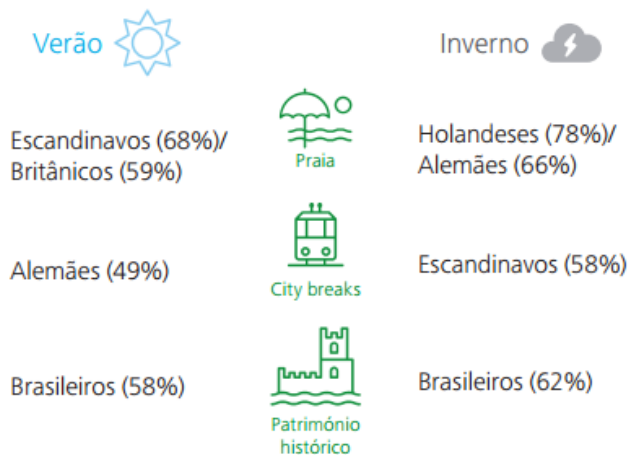 Verão
Inverno
Escandinavos (68%)/
Britânicos (59%)
Praia
Holandeses (78%)/
Alemães (66%)
Alemães (49%)
City breaks
Escandinavos (58%)
Brasileiros (58%)
Património
histórico
Brasileiros (62%)